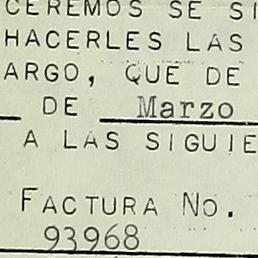 CEREMOS SE SI
HACERLES LAS
ARGO, QUE DE
DE Marzo
A LAS SIGUIE
FACTURA No.
93968